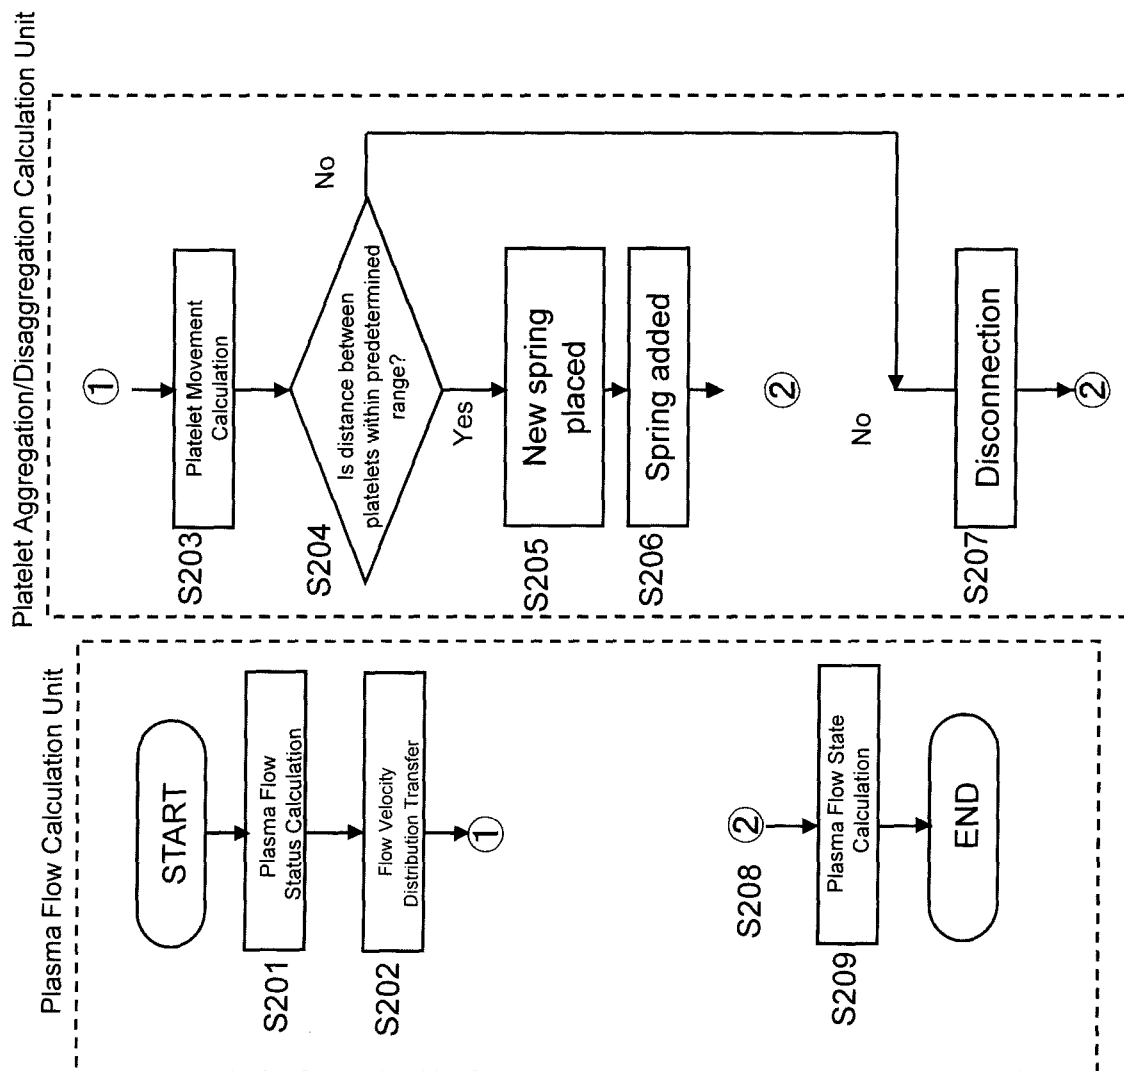 Plasma Flow Calculation Unit
START
S201
Plasma Flow
Status Calculation
S202
Flow Velocity
Distribution Transfer
1
S208
2
S209
Plasma Flow State
Calculation
END
Platelet Aggregation/Disaggregation Calculation Unit
1
S203
Platelet Movement
Calculation
S204
Is distance between
platelets within predetermined
range?
No
Yes
S205
New spring
placed
S206
Spring added
2
No
S207
Disconnection
2